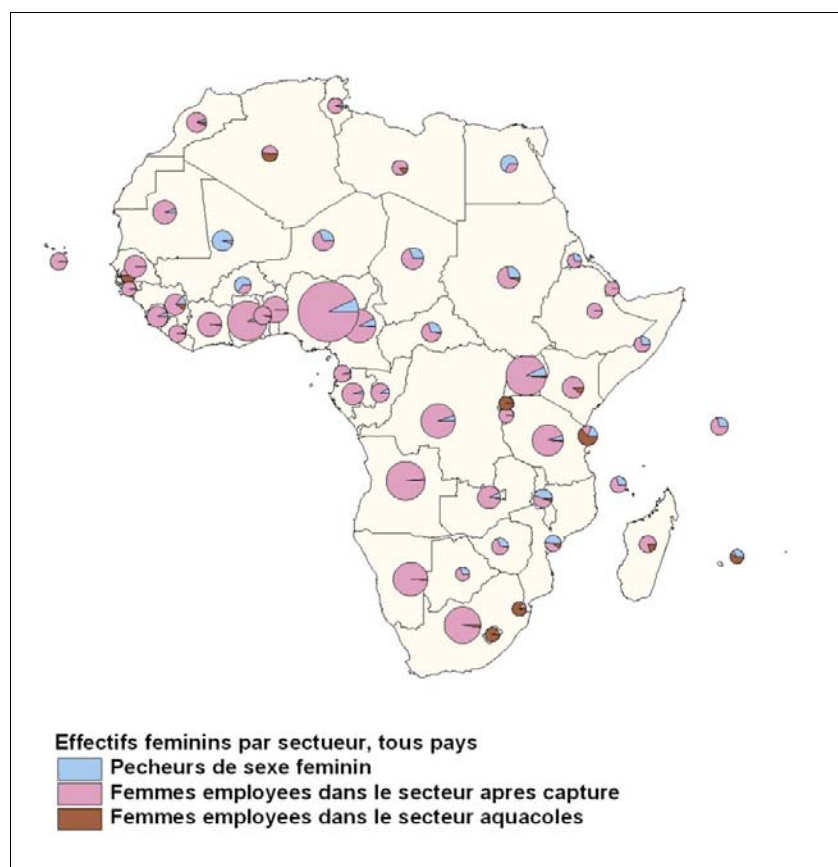 Effectifs feminins par sectueur, tous pays
Pecheurs de sexe feminin
Femmes employees dans le secteur apres capture
Femmes employees dans le secteur aquacoles